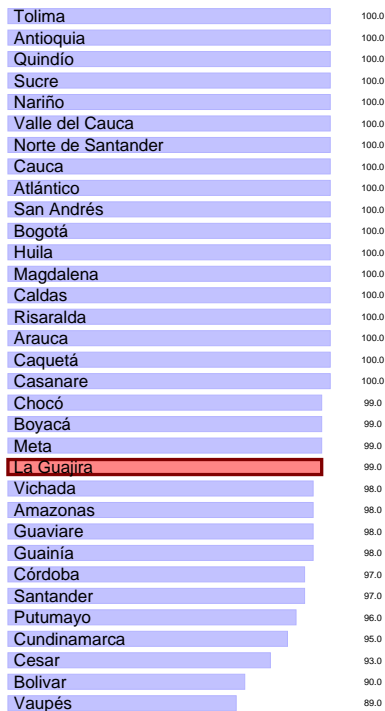 Tolima 100.0
Antioquia 100.0
Quindío 100.0
Sucre 100.0
Nariño 100.0
Valle del Cauca 100.0
Norte de Santander 100.0
Cauca 100.0
Atlántico 100.0
San Andrés 100.0
Bogotá 100.0
Huila 100.0
Magdalena 100.0
Caldas 100.0
Risaralda 100.0
Arauca 100.0
Caquetá 100.0
Casanare 100.0
Chocó 99.0
Boyacá 99.0
Meta 99.0
La Guajira 99.0
Vichada 98.0
Amazonas 98.0
Guaviare 98.0
Guainía 98.0
Córdoba 97.0
Santander 97.0
Putumayo 96.0
Cundinamarca 95.0
Cesar 93.0
Bolivar 90.0
Vaupés 89.0